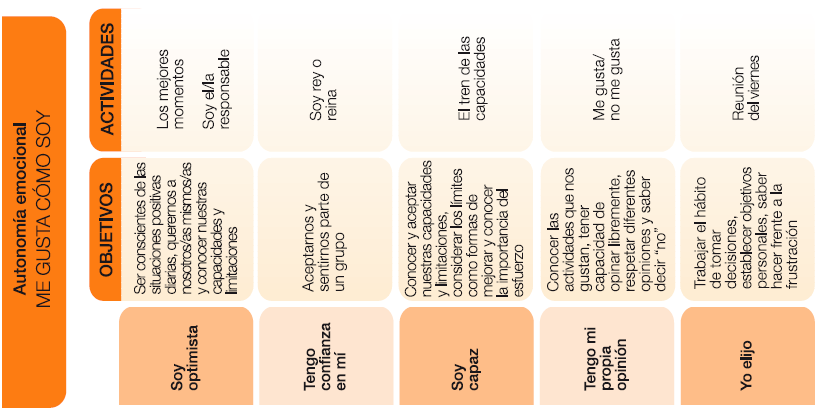 Autonomía emocional
ME GUSTA CÓMO SOY
OBJETIVOS
ACTIVIDADES
Soy
optimista
Ser conscientes de las
situaciones positivas
diarias, queremos a
nosotros/as mismos/as
y conocer nuestras
capacidades y
limitaciones
Los mejores
momentos
Soy el/la
responsable
Tengo
confianza
en mí
Aceptarnos y
sentirnos parte de
un grupo
Soy rey o
reina
Soy
capaz
Conocer y aceptar
nuestras capacidades
y limitaciones,
considerar los límites
como formas de
mejorar y conocer
la importancia del
esfuerzo
El tren de las
capacidades
Tengo mi
propia
opinión
Conocer las
actividades que nos
gustan, tener
capacidad de
opinar libremente,
respetar diferentes
opiniones y saber
decir “no”
Me gusta/
no me gusta
Yo elijo
Trabajar el hábito
de tomar
decisiones,
establecer objetivos
personales, saber
hacer frente a la
frustración
Reunión
del viernes